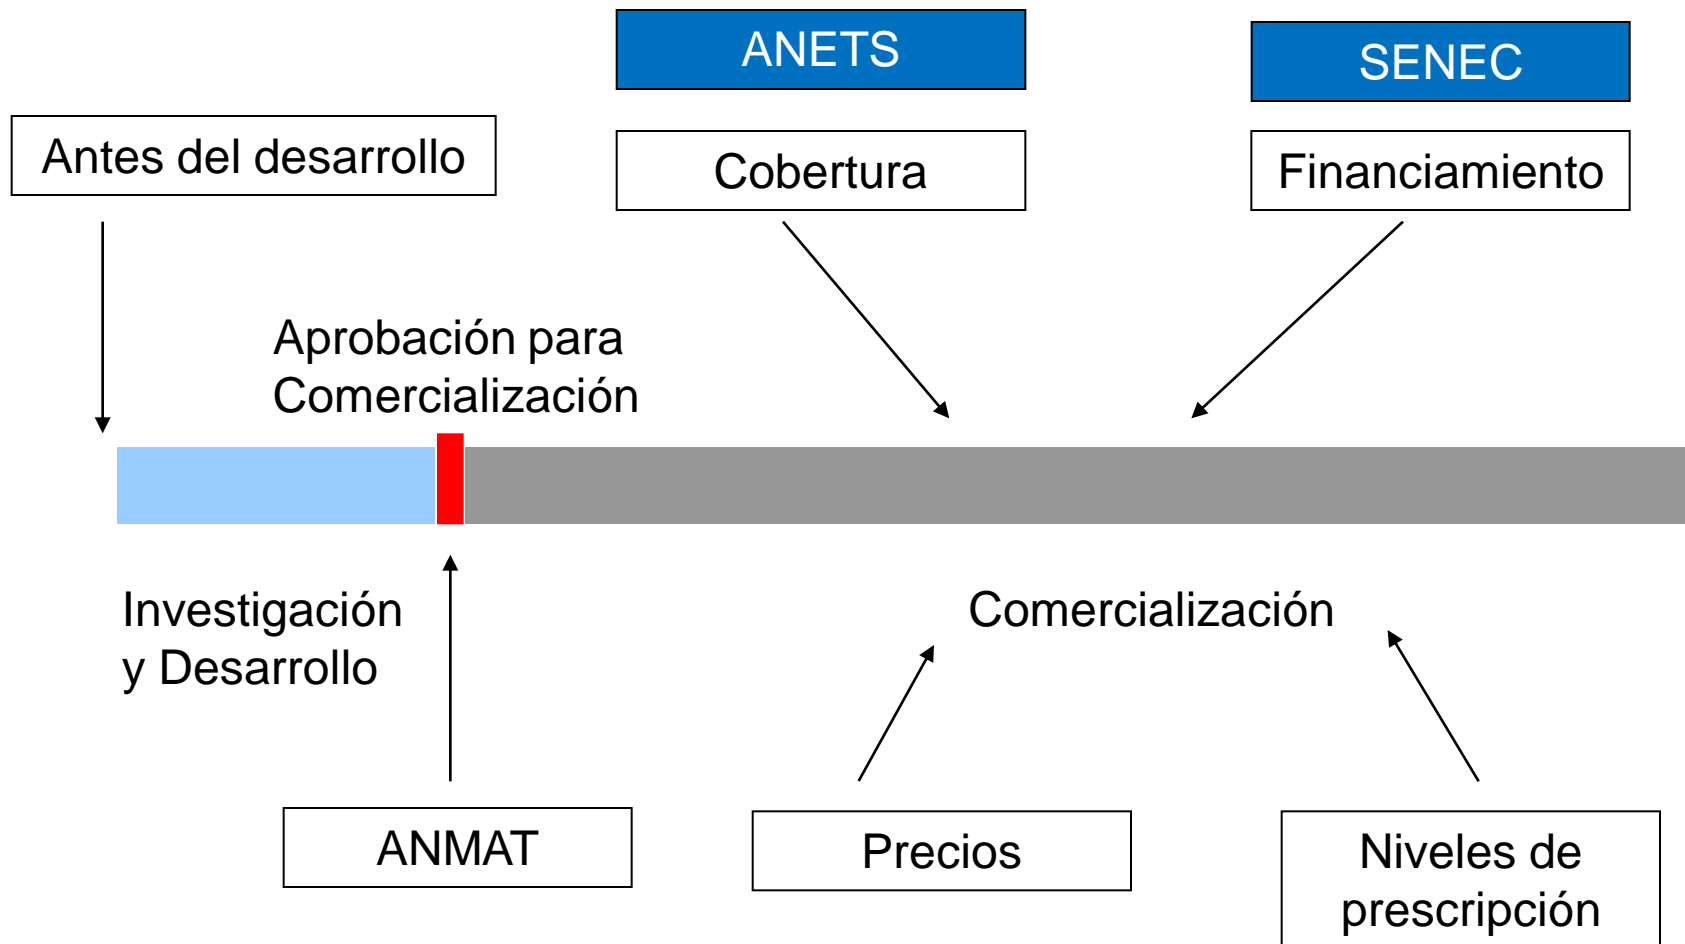 ANETS
SENEC
Antes del desarrollo
Cobertura
Financiamiento
Aprobación para
Comercialización
Investigación
y Desarrollo
Comercialización
ANMAT
Precios
Niveles de
prescripción